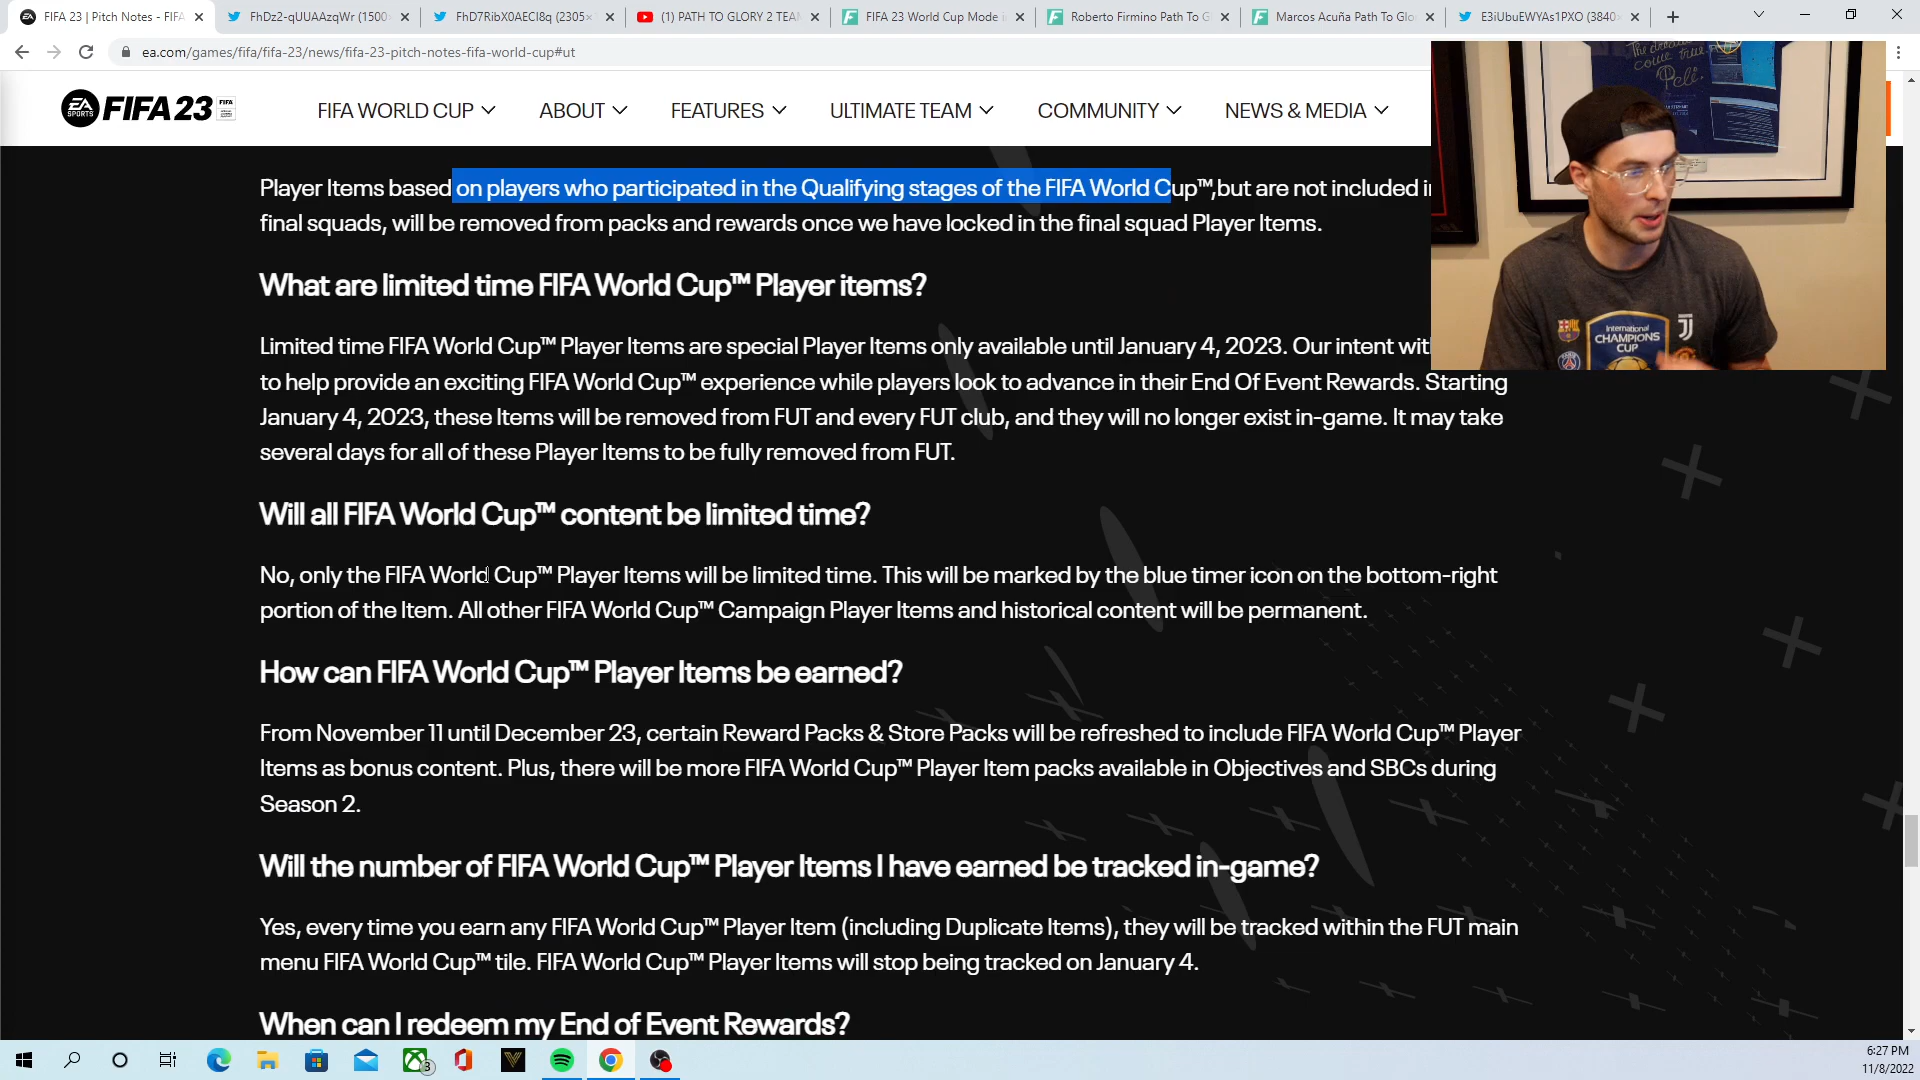 FIFA 23 | Pitch Notes - FIFA
FhDz2-qUUAAzqWr (1500×
FhD7RibX0AECI8q (2305×
(1) PATH TO GLORY 2 TEAM
FIFA 23 World Cup Mode i
Roberto Firmino Path To G
Marcos Acuña Path To Glo
E3iUbuEWYAs1PXO (3840×
ea.com/games/fifa/fifa-23/news/fifa-23-pitch-notes-fifa-world-cup#ut
EA SPORTS FIFA 23 FIFA
FIFA WORLD CUP ABOUT FEATURES ULTIMATE TEAM COMMUNITY NEWS & MEDIA
The dream
come true.
Pelé
International
CHAMPIONS
CUP
PARIS
Player Items based on players who participated in the Qualifying stages of the FIFA World Cup™,but are not included i
final squads, will be removed from packs and rewards once we have locked in the final squad Player Items.
What are limited time FIFA World Cup™ Player items?
Limited time FIFA World Cup™ Player Items are special Player Items only available until January 4, 2023. Our intent wit
to help provide an exciting FIFA World Cup™ experience while players look to advance in their End Of Event Rewards. Starting
January 4, 2023, these Items will be removed from FUT and every FUT club, and they will no longer exist in-game. It may take
several days for all of these Player Items to be fully removed from FUT.
Will all FIFA World Cup™ content be limited time?
No, only the FIFA World Cup™ Player Items will be limited time. This will be marked by the blue timer icon on the bottom-right
portion of the Item. All other FIFA World Cup™ Campaign Player Items and historical content will be permanent.
How can FIFA World Cup™ Player Items be earned?
From November 11 until December 23, certain Reward Packs & Store Packs will be refreshed to include FIFA World Cup™ Player
Items as bonus content. Plus, there will be more FIFA World Cup™ Player Item packs available in Objectives and SBCs during
Season 2.
Will the number of FIFA World Cup™ Player Items I have earned be tracked in-game?
Yes, every time you earn any FIFA World Cup™ Player Item (including Duplicate Items), they will be tracked within the FUT main
menu FIFA World Cup™ tile. FIFA World Cup™ Player Items will stop being tracked on January 4.
When can I redeem my End of Event Rewards?
3
6:27 PM
11/8/2022